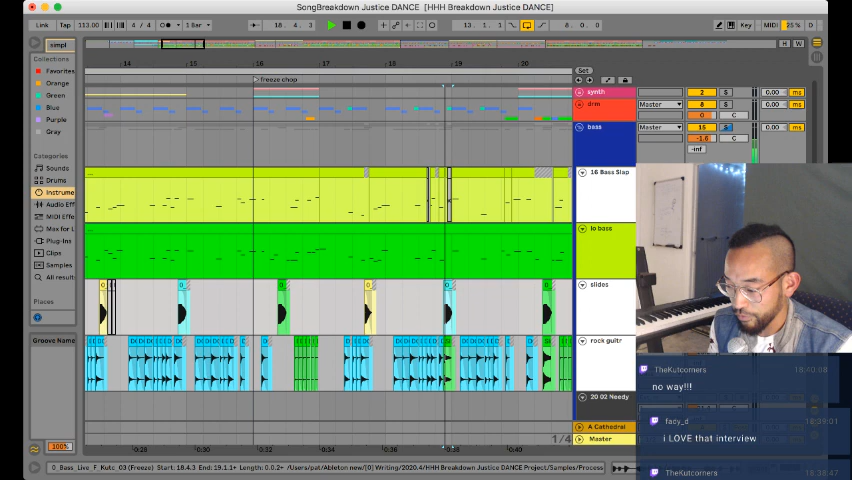 SongBreakdown Justice DANCE [HHH Breakdown Justice DANCE]
Link Tap 113.00 4 / 4 1 Bar 18. 4. 3 13. 1. 1 8. 0. 0 Key MIDI 25 % D
simpl
Collections
Favorites
Orange
Green
Blue
Purple
Gray
Categories
Sounds
Drums
Instrume
Audio Eff
MIDI Effe
Max for L
Plug-Ins
Clips
Samples
All results
Places
Groove Name
100%
14 15 16 17 18 19 20
freeze chop
Set
H W
synth 2 S 0.00 ms
drm Master 8 S 0.00 ms
0 C
bass Master 15 S 0.00 ms
-1.6 C
-inf
16 Bass Slap
lo bass
slides
rock guitr
20 02 Needy
A Cathedral
Master
1/4
0:28 0:30 0:32 0:34 0:36 0:38 0:40
0_Bass_Live_F_Kutc_03 (Freeze) Start: 18.4.3 End: 19.1.1+ Length: 0.0.2+ /Users/pat/Ableton new/[0] Writing/2020.4/HHH Breakdown Justice DANCE Project/Samples/Process
TheKutcorners 18:40:08
no way!!!
facy_d 18:39:01
i LOVE that interview
TheKutcorners 18:38:47